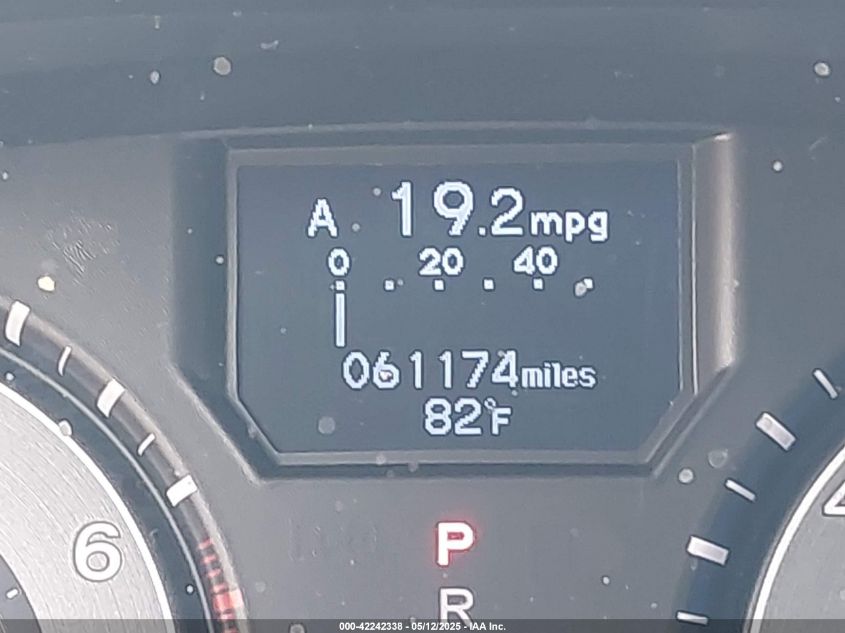 A 19.2mpg
0 20 40
061174miles
82°F
6
P
R
000-42242338 - 05/12/2025 - IAA Inc.